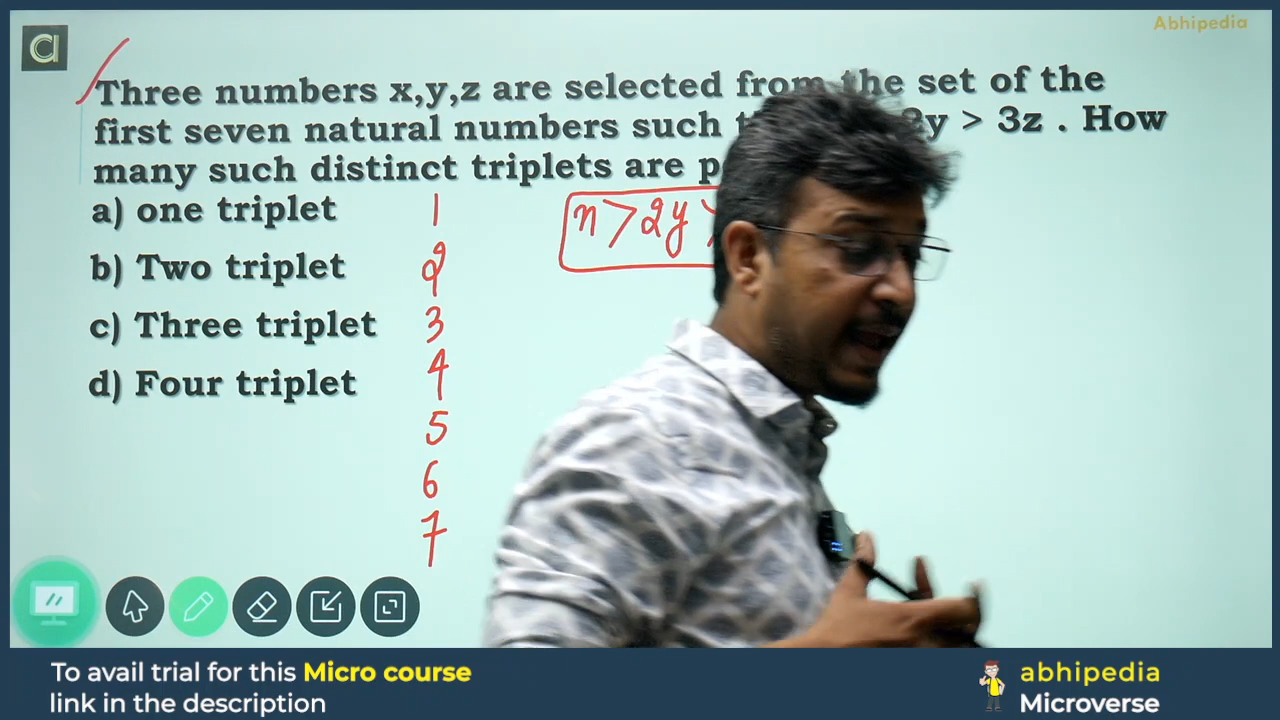 Abhipedia
a
Three numbers x,y,z are selected from the set of the
first seven natural numbers such 2y > 3z . How
many such distinct triplets are
a) one triplet
b) Two triplet
c) Three triplet
d) Four triplet
1
2
3
4
5
6
7
x > 2y >
To avail trial for this Micro course
link in the description
abhipedia
Microverse